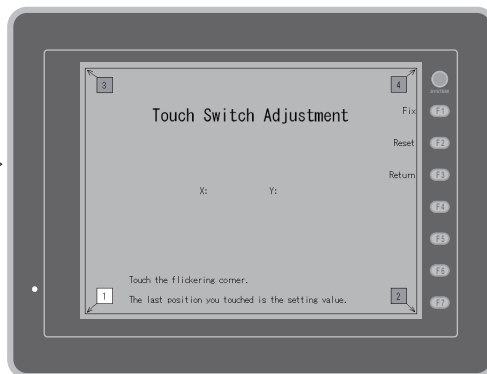 3
4
SYSTEM
Touch Switch Adjustment
Fix
F1
Reset
F2
Return
F3
X:
Y:
F4
F5
Touch the flickering corner.
F6
1
The last position you touched is the setting value.
2
F7